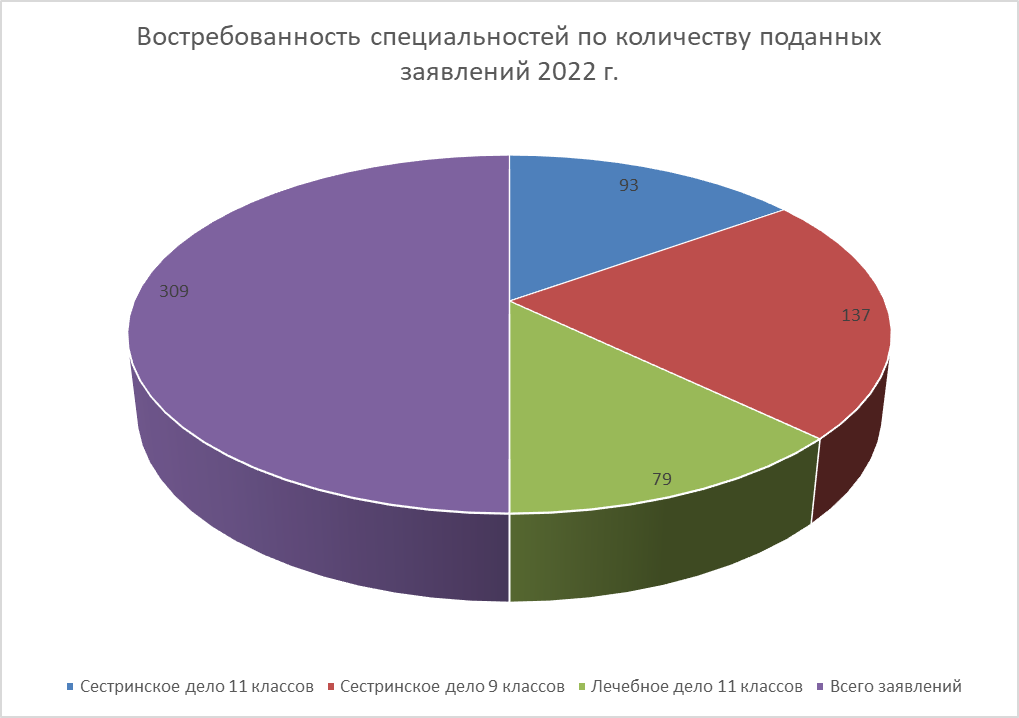 Востребованность специальностей по количеству поданных
заявлений 2022 г.
93
309
137
79
Сестринское дело 11 классов Сестринское дело 9 классов Лечебное дело 11 классов Всего заявлений